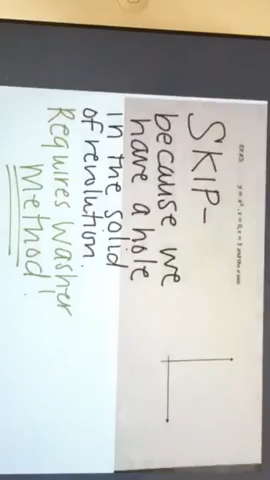 SKIP-
because we
have a hole
in the solid
of revolution
Requires washer
method.